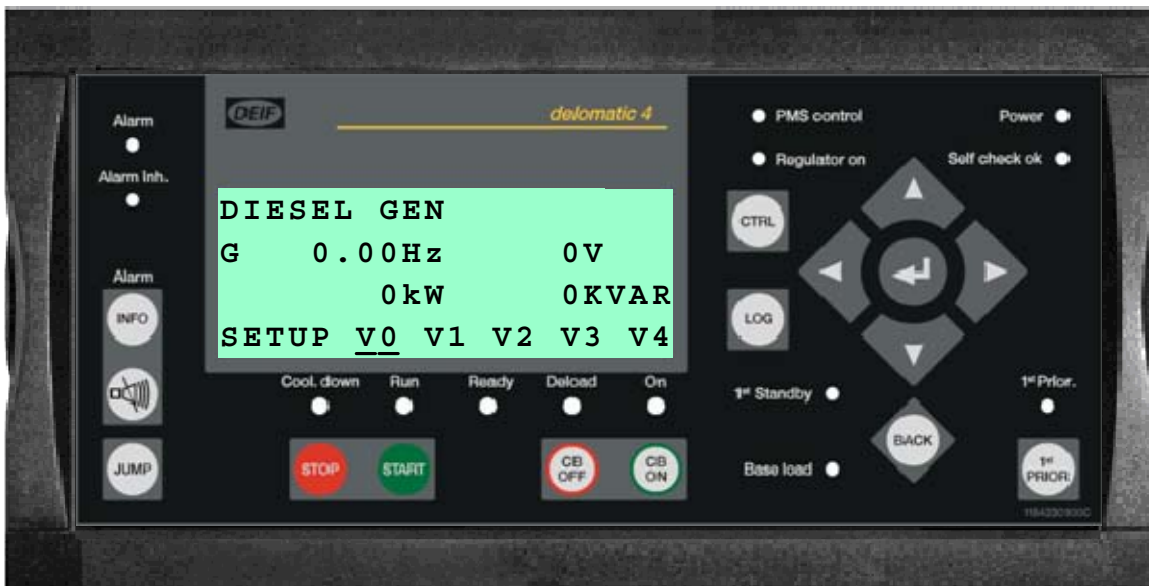 DEIF
delomatic 4
Alarm
Alarm Inh.
PMS control
Power
Regulator on
Self check ok
DIESEL GEN
G 0.00Hz 0V
0kW 0KVAR
SETUP V0 V1 V2 V3 V4
CTRL
LOG
Alarm
INFO
JUMP
Cool. down
Run
Ready
Deload
On
STOP
START
CB
OFF
CB
ON
1st Standby
Base load
BACK
1st Prior.
1st
PRIOR.